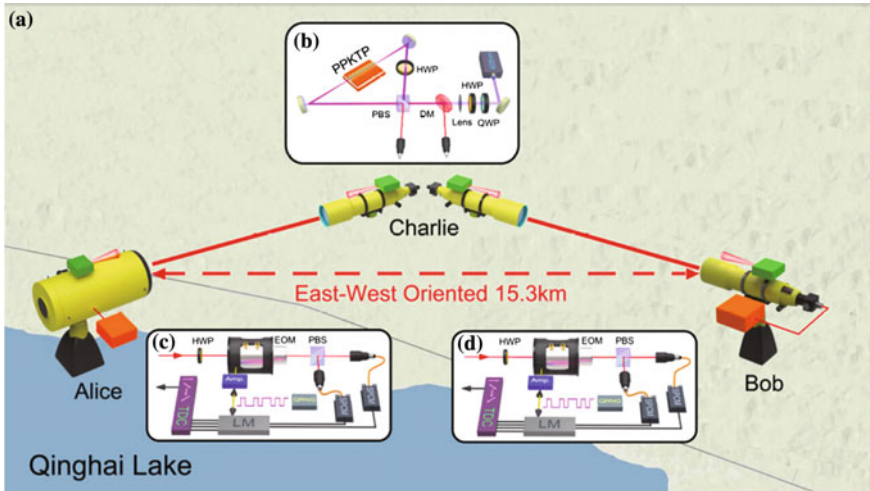 (a)
(b)
PPKTP
HWP
PBS
DM
HWP
Lens
QWP
Charlie
East-West Oriented 15.3km
(c)
HWP
EOM
PBS
Amp.
TDC
LM
(d)
HWP
EOM
PBS
Amp.
TDC
LM
Alice
Bob
Qinghai Lake